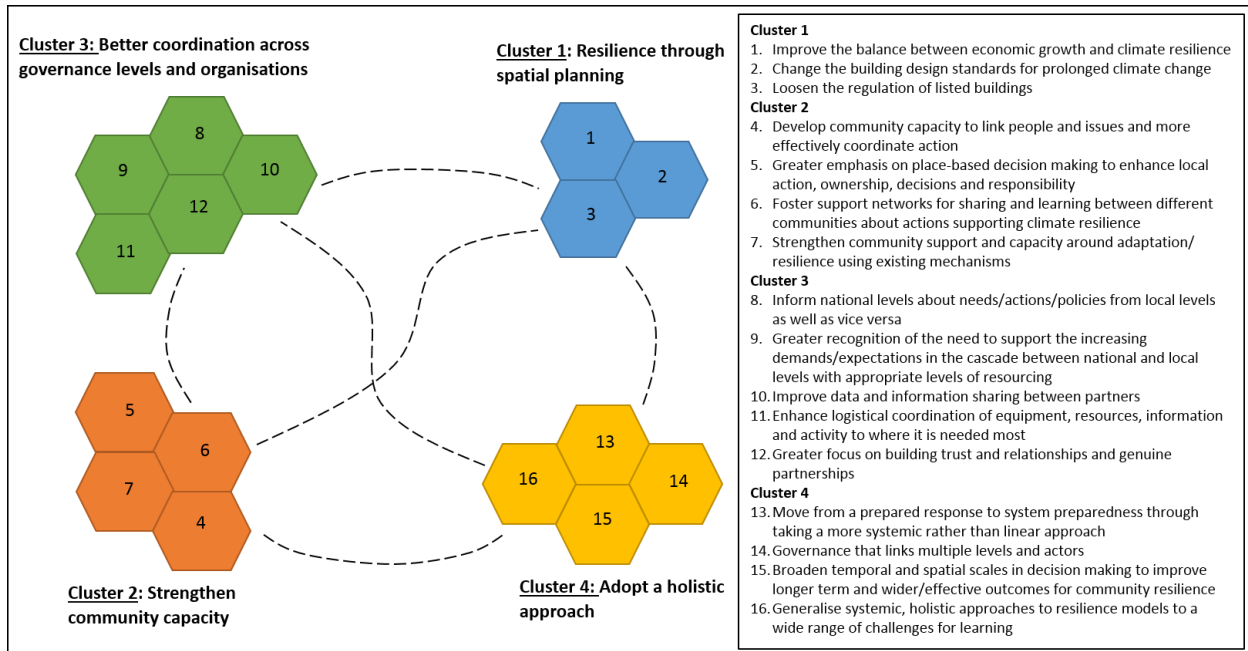 Cluster 3: Better coordination across
governance levels and organisations
8
9
10
12
11
Cluster 1: Resilience through
spatial planning
1
2
3
5
6
7
4
Cluster 2: Strengthen
community capacity
13
16
14
15
Cluster 4: Adopt a holistic
approach
Cluster 1
1. Improve the balance between economic growth and climate resilience
2. Change the building design standards for prolonged climate change
3. Loosen the regulation of listed buildings
Cluster 2
4. Develop community capacity to link people and issues and more
effectively coordinate action
5. Greater emphasis on place-based decision making to enhance local
action, ownership, decisions and responsibility
6. Foster support networks for sharing and learning between different
communities about actions supporting climate resilience
7. Strengthen community support and capacity around adaptation/
resilience using existing mechanisms
Cluster 3
8. Inform national levels about needs/actions/policies from local levels
as well as vice versa
9. Greater recognition of the need to support the increasing
demands/expectations in the cascade between national and local
levels with appropriate levels of resourcing
10. Improve data and information sharing between partners
11. Enhance logistical coordination of equipment, resources, information
and activity to where it is needed most
12. Greater focus on building trust and relationships and genuine
partnerships
Cluster 4
13. Move from a prepared response to system preparedness through
taking a more systemic rather than linear approach
14. Governance that links multiple levels and actors
15. Broaden temporal and spatial scales in decision making to improve
longer term and wider/effective outcomes for community resilience
16. Generalise systemic, holistic approaches to resilience models to a
wide range of challenges for learning